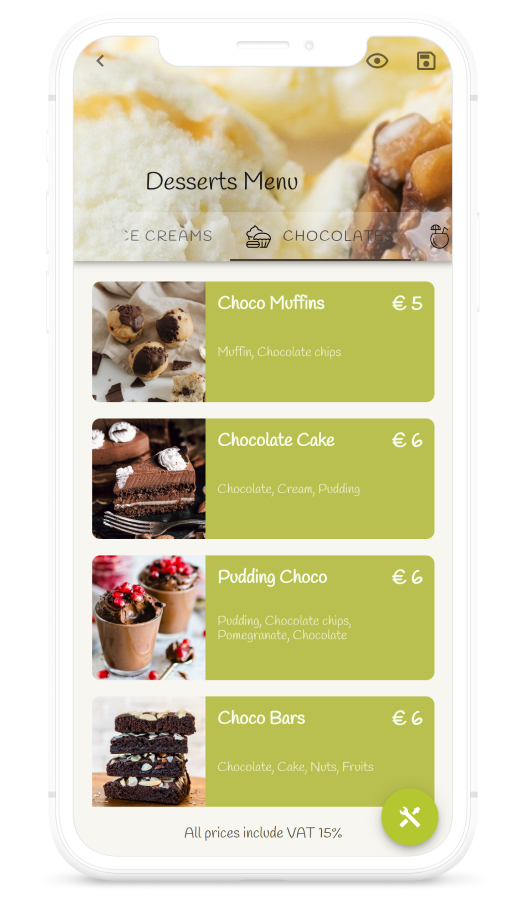 Desserts Menu
CE CREAMS
CHOCOLATES
Choco Muffins € 5
Muffin, Chocolate chips
Chocolate Cake € 6
Chocolate, Cream, Pudding
Pudding Choco € 6
Pudding, Chocolate chips,
Pomegranate, Chocolate
Choco Bars € 6
Chocolate, Cake, Nuts, Fruits
All prices include VAT 15%